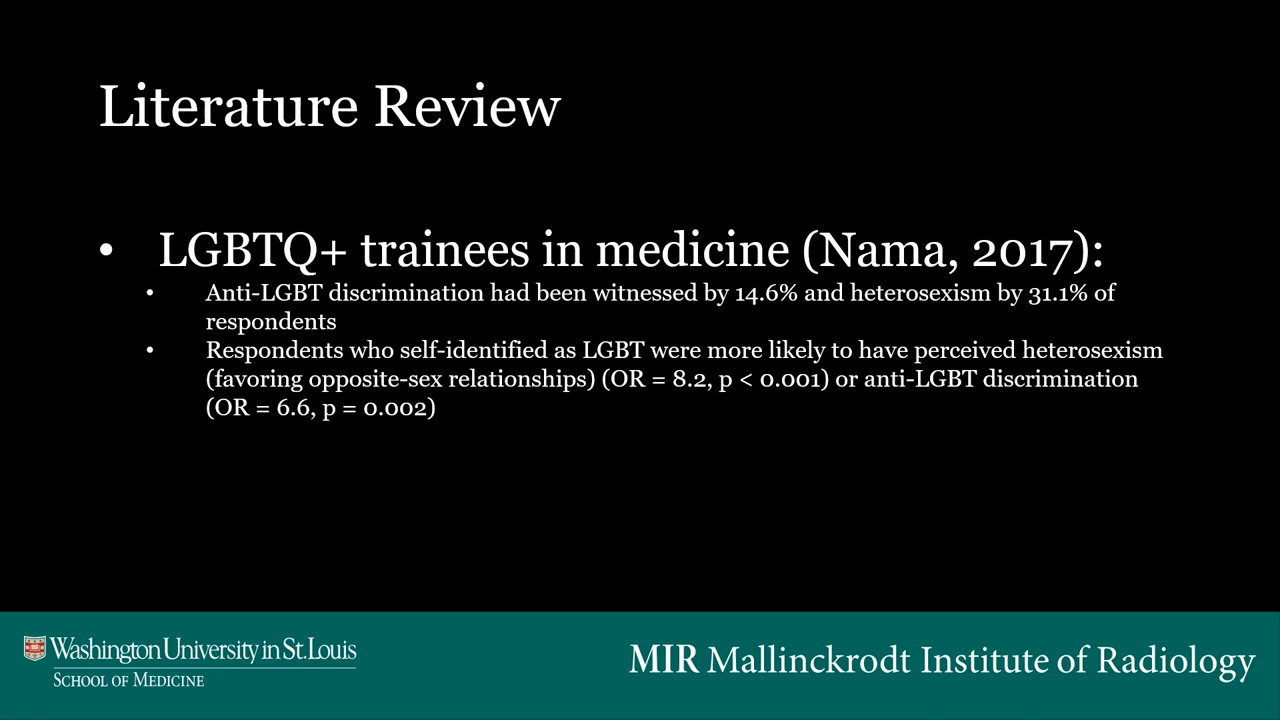 Literature Review
• LGBTQ+ trainees in medicine (Nama, 2017):
• Anti-LGBT discrimination had been witnessed by 14.6% and heterosexism by 31.1% of
respondents
• Respondents who self-identified as LGBT were more likely to have perceived heterosexism
(favoring opposite-sex relationships) (OR = 8.2, p < 0.001) or anti-LGBT discrimination
(OR = 6.6, p = 0.002)
Washington University in St. Louis
SCHOOL OF MEDICINE
MIR Mallinckrodt Institute of Radiology